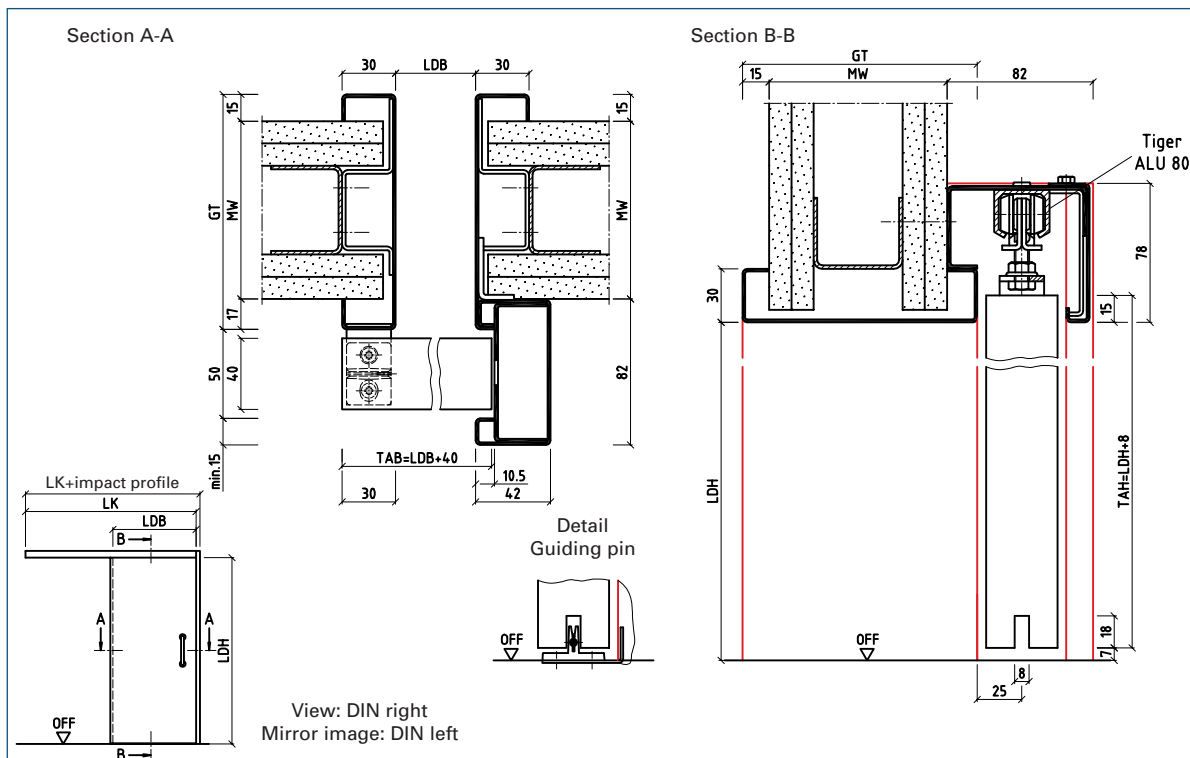 Section A-A
30
LDB
30
15
GT
MW
17
50
40
min.15
15
MW
82
TAB=LDB+40
30
10.5
42
LK+impact profile
LK
LDB
B
A
A
LDH
OFF
B
View: DIN right
Mirror image: DIN left
Detail
Guiding pin
OFF
Section B-B
GT
15
MW
82
Tiger
ALU 80
78
30
15
LDH
TAH=LDH+8
OFF
18
7
8
25